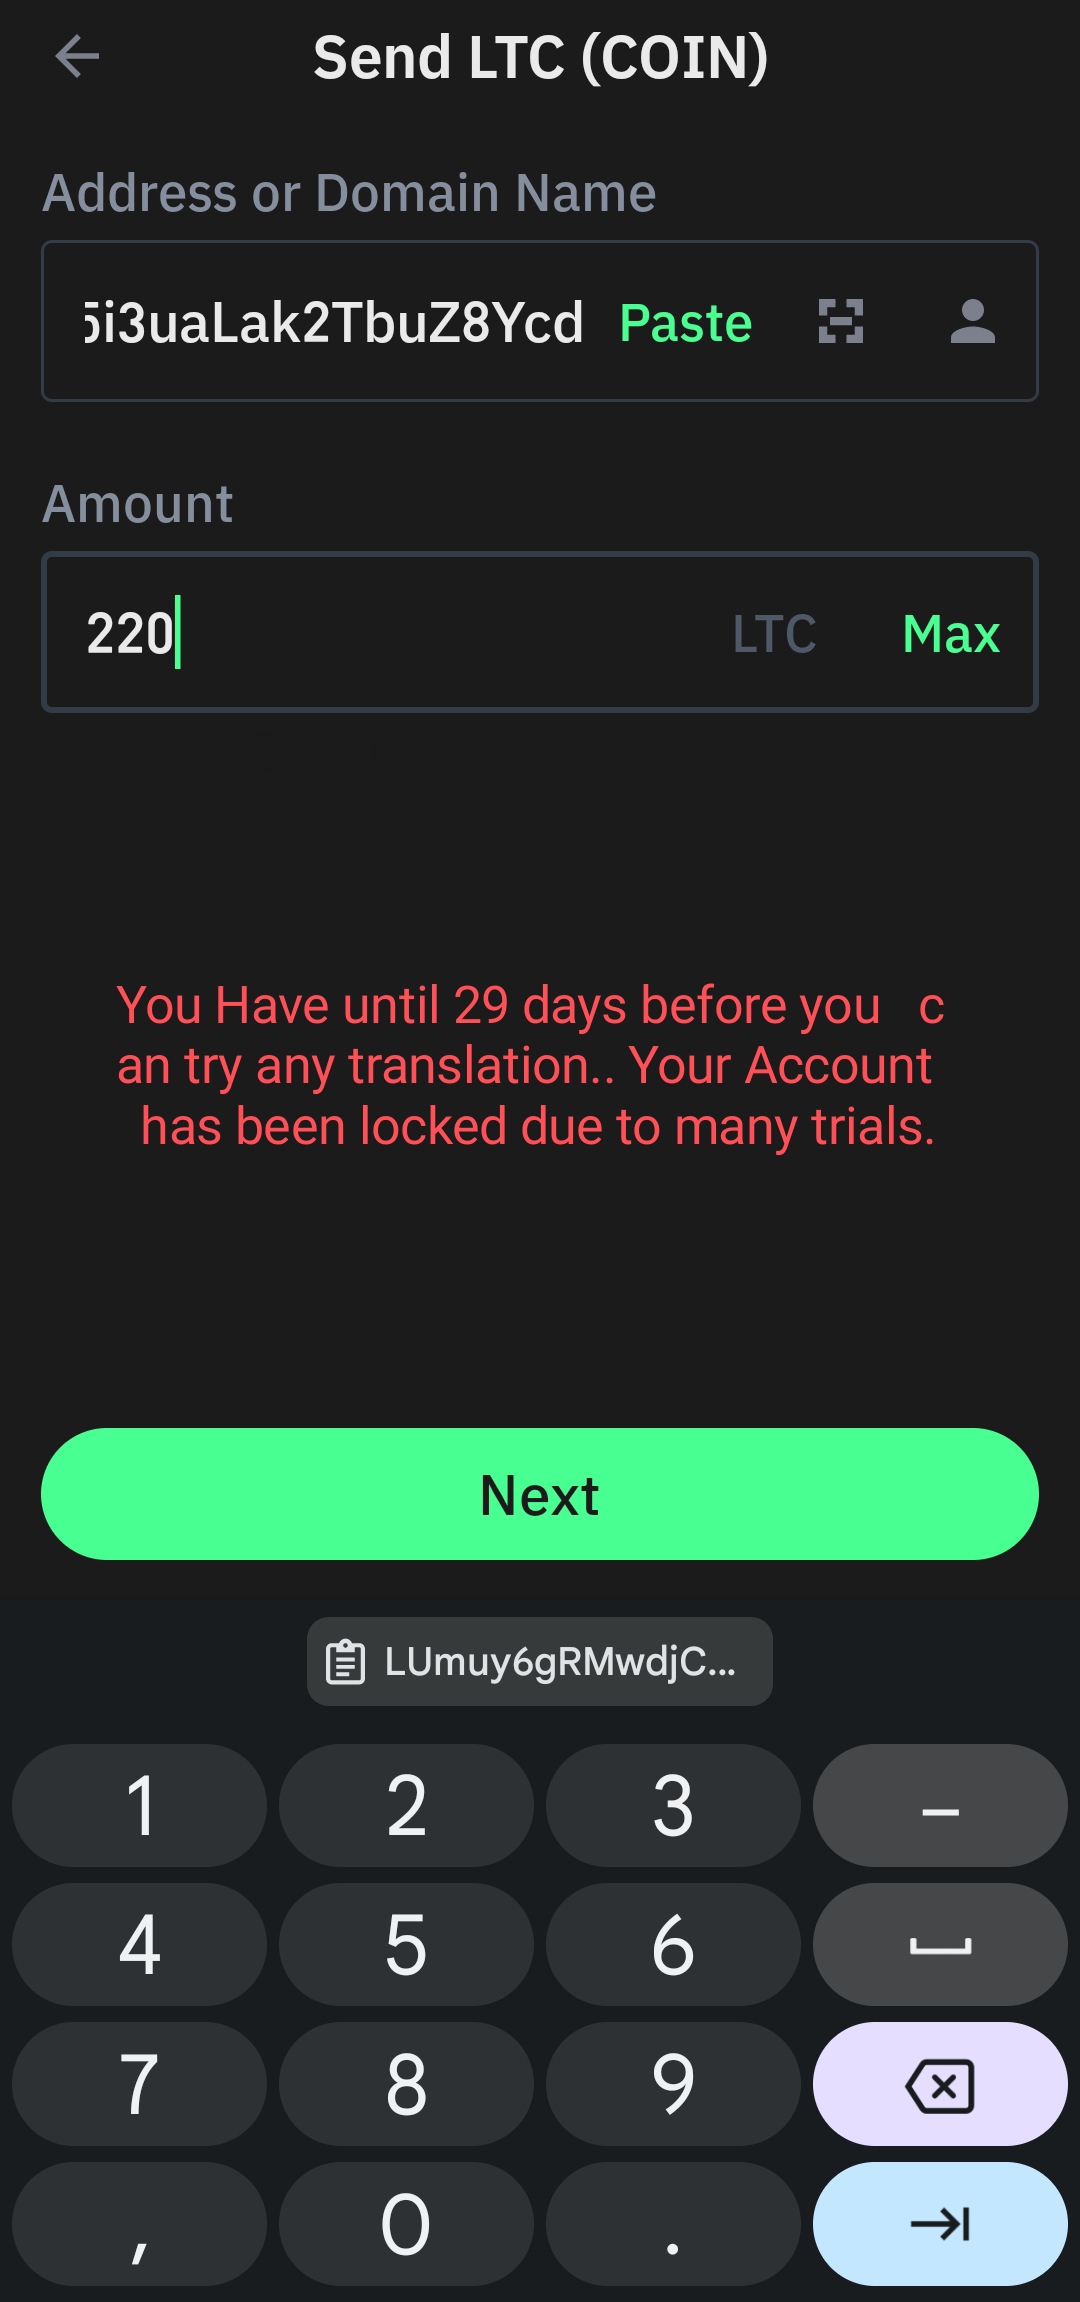 Send LTC (COIN)
Address or Domain Name
5i3uaLak2TbuZ8Ycd Paste
Amount
220 LTC Max
You Have until 29 days before you c
an try any translation.. Your Account
has been locked due to many trials.
Next
LUmuy6gRMwdjC...
1 2 3 –
4 5 6
7 8 9
, 0 .